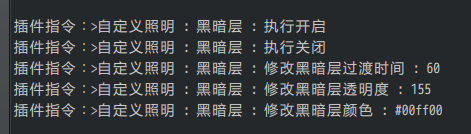 插件指令：>自定义照明 : 黑暗层 : 执行开启
插件指令：>自定义照明 : 黑暗层 : 执行关闭
插件指令：>自定义照明 : 黑暗层 : 修改黑暗层过渡时间 : 60
插件指令：>自定义照明 : 黑暗层 : 修改黑暗层透明度 : 155
插件指令：>自定义照明 : 黑暗层 : 修改黑暗层颜色 : #00ff00